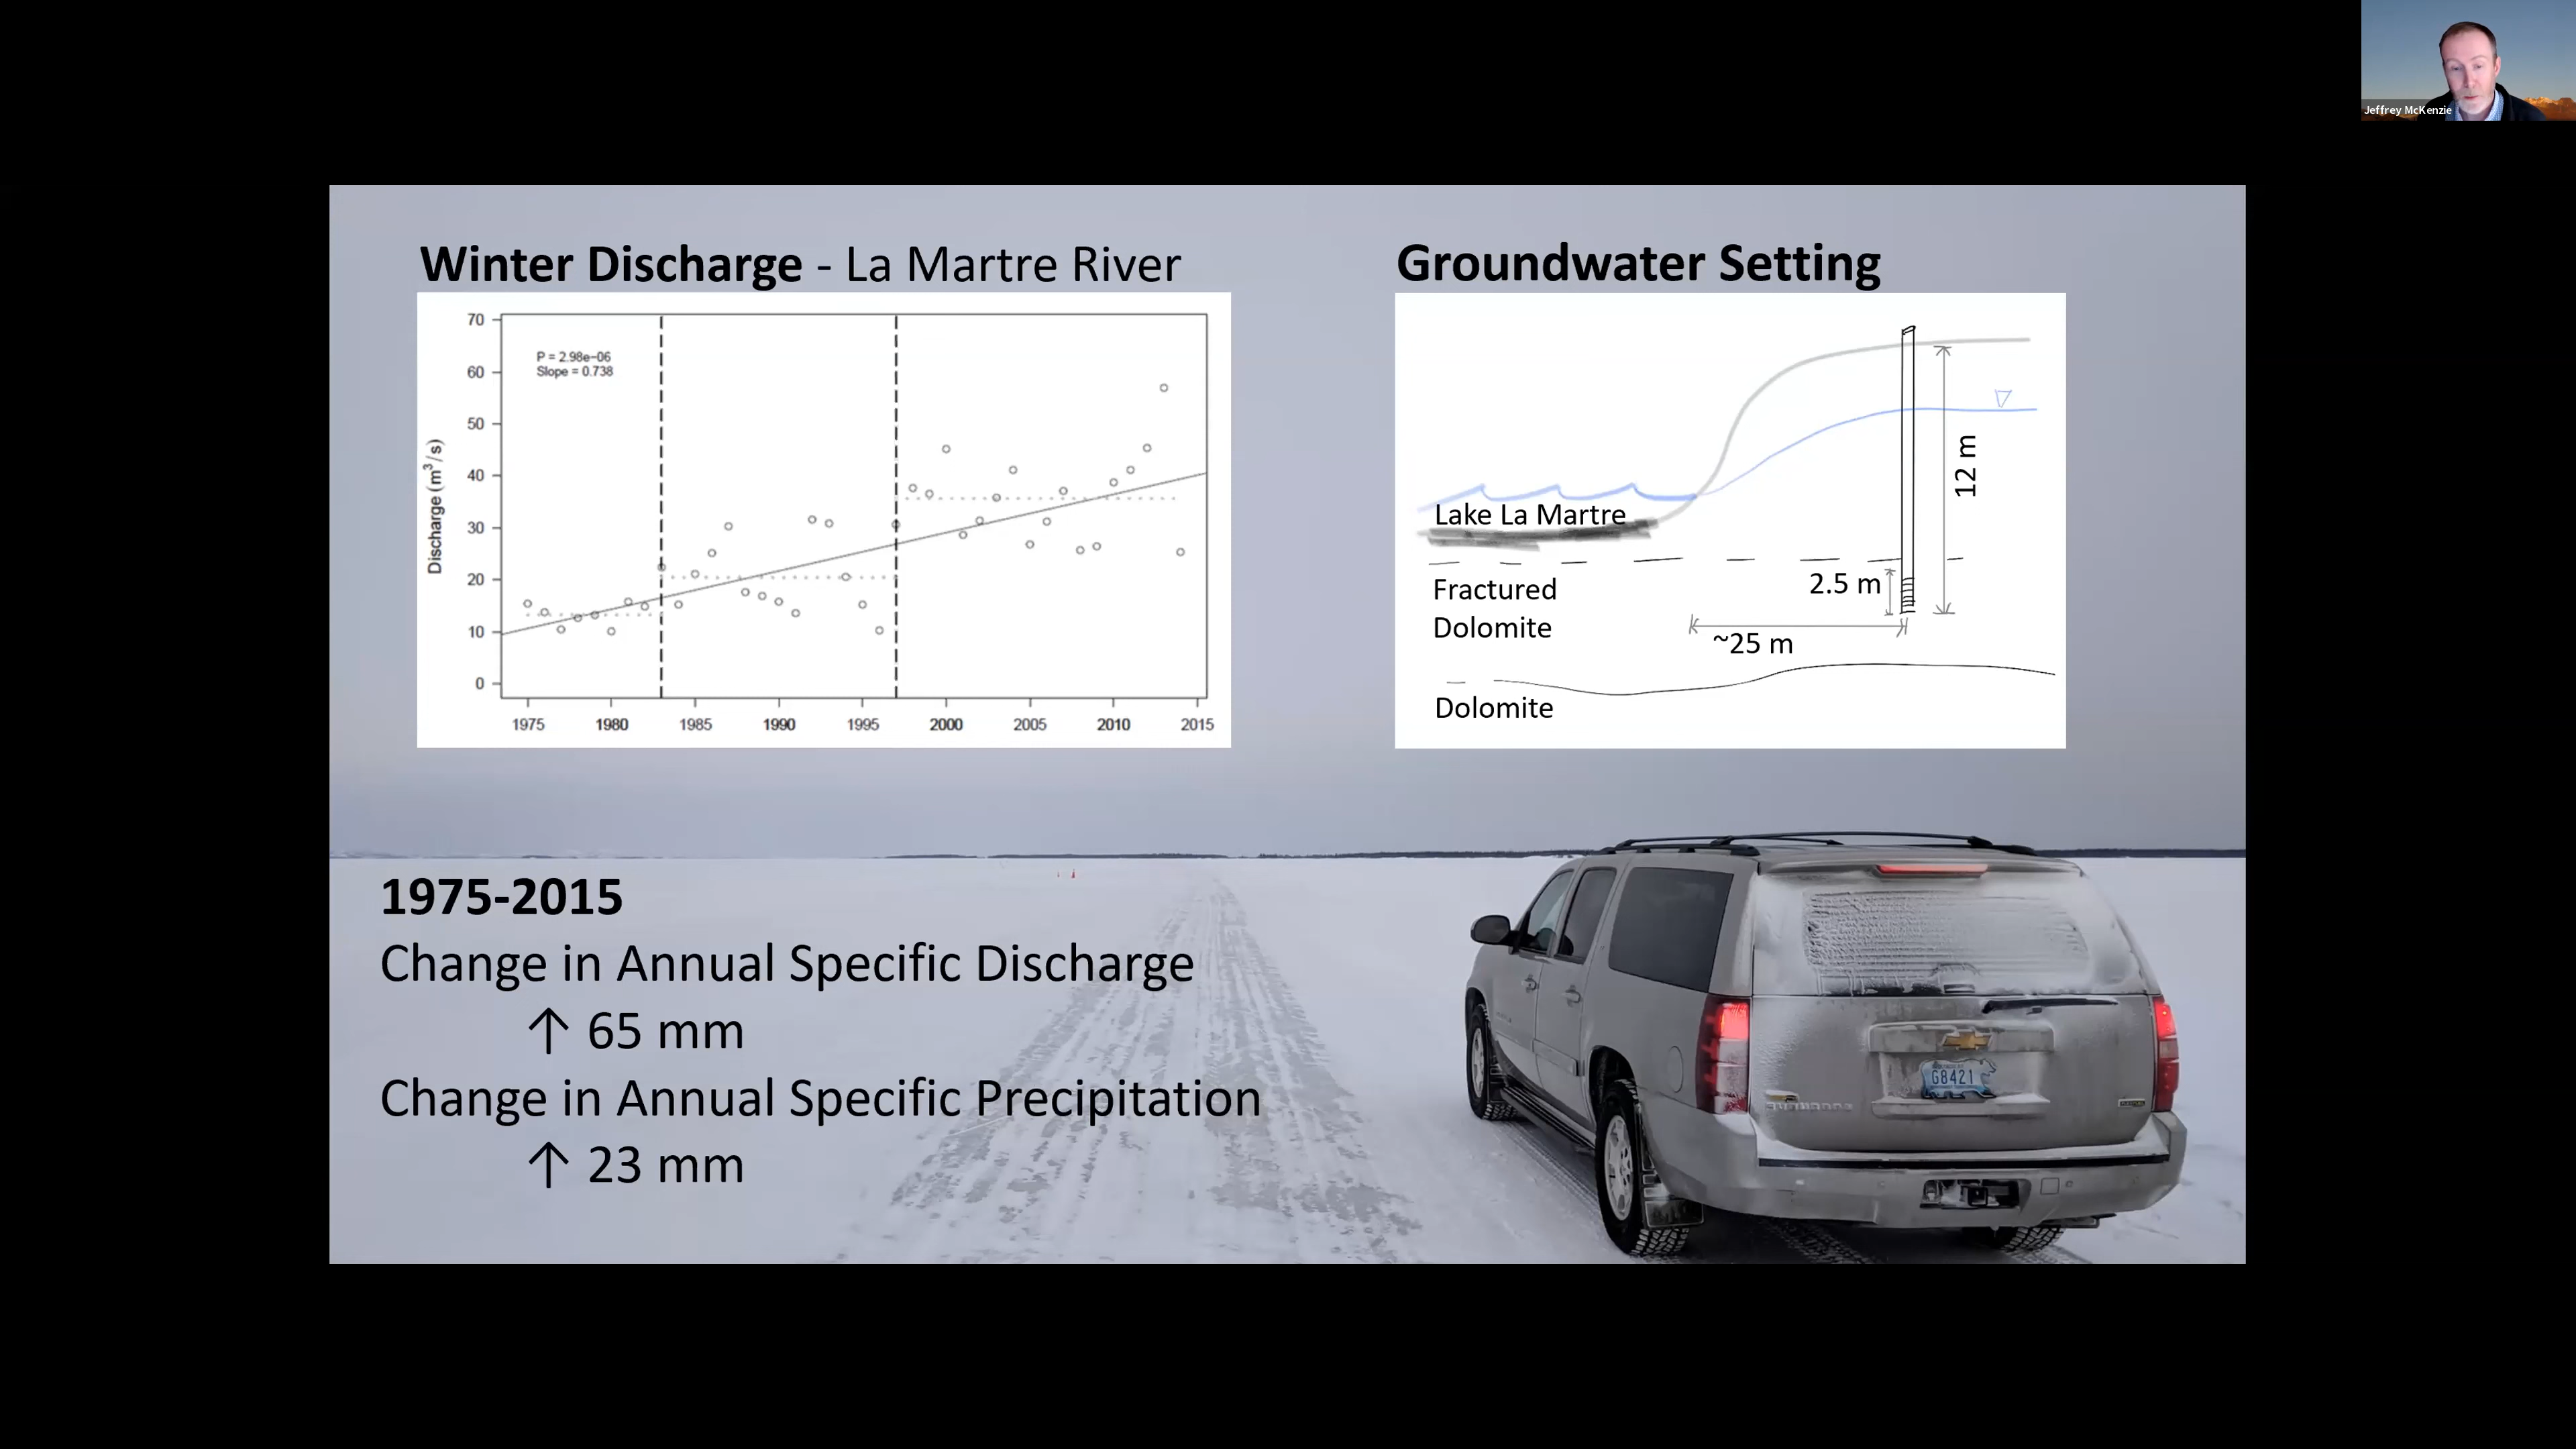 Jeffrey McKenzie
Winter Discharge - La Martre River
70
60
50
40
30
20
10
0
Discharge (m³/s)
P = 2.98e−06
Slope = 0.738
1975
1980
1985
1990
1995
2000
2005
2010
2015
Groundwater Setting
Lake La Martre
12 m
Fractured
Dolomite
2.5 m
~25 m
Dolomite
1975-2015
Change in Annual Specific Discharge
↑ 65 mm
Change in Annual Specific Precipitation
↑ 23 mm
G8421